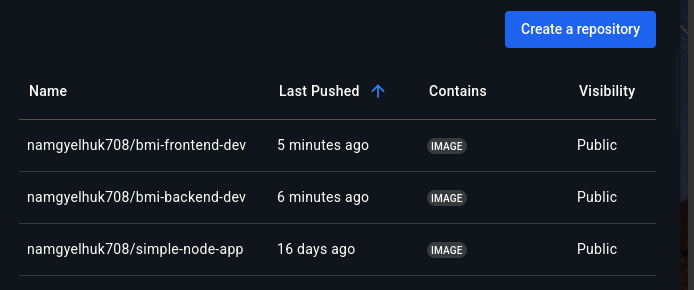 Create a repository
Name Last Pushed Contains Visibility
namgyelhuk708/bmi-frontend-dev 5 minutes ago IMAGE Public
namgyelhuk708/bmi-backend-dev 6 minutes ago IMAGE Public
namgyelhuk708/simple-node-app 16 days ago IMAGE Public